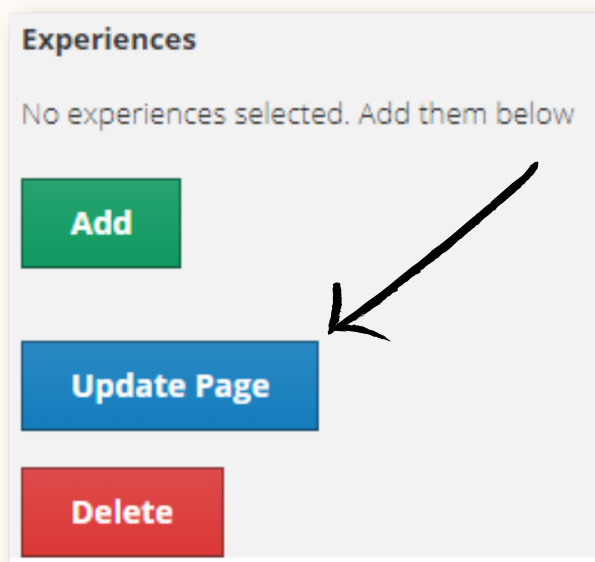 Experiences
No experiences selected. Add them below
Add
Update Page
Delete